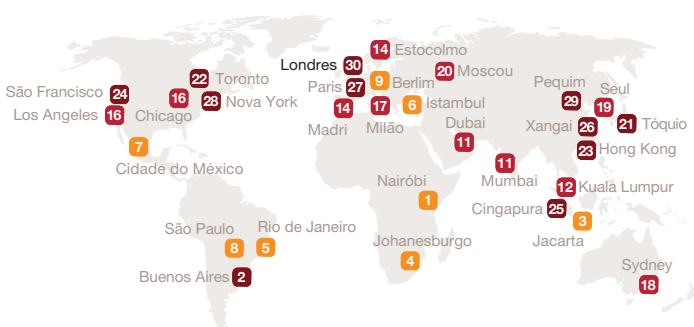 14 Estocolmo
Londres 30
20 Moscou
22 Toronto
9 Berlim
Paris 27
Pequim
29
Seul
19
São Francisco 24
16
Chicago
28 Nova York
Los Angeles 16
14
Madri
17
Milão
6 Istambul
Dubai
11
Xangai 26
21 Tóquio
7
Cidade do México
11
Mumbai
23 Hong Kong
Nairóbi
1
12 Kuala Lumpur
Cingapura 25
3
Jacarta
São Paulo
8
Rio de Janeiro
5
Johanesburgo
4
Buenos Aires 2
Sydney
18